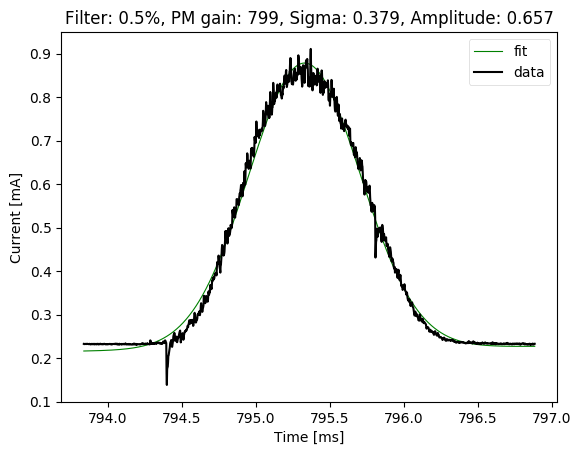 Filter: 0.5%, PM gain: 799, Sigma: 0.379, Amplitude: 0.657
fit
data
0.9
0.8
0.7
0.6
0.5
0.4
0.3
0.2
0.1
Current [mA]
794.0 794.5 795.0 795.5 796.0 796.5 797.0
Time [ms]